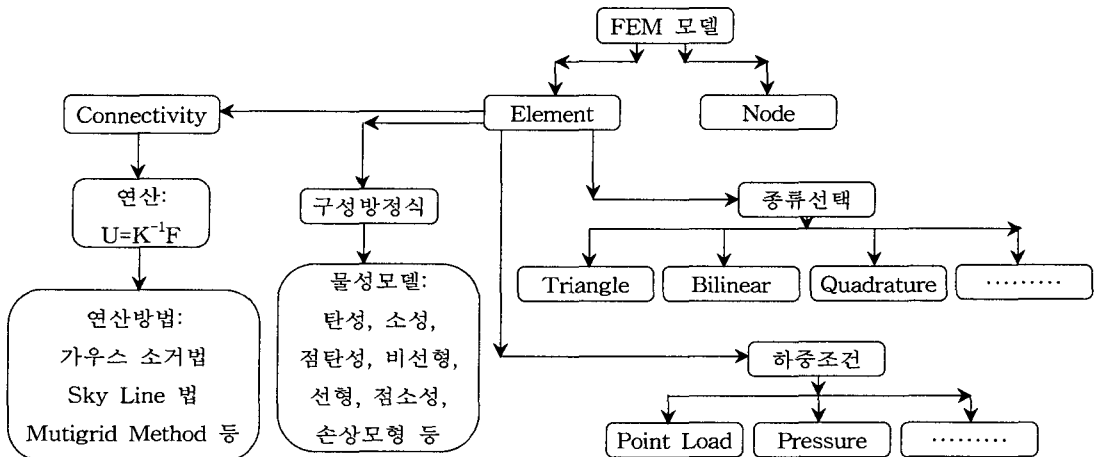 FEM 모델
Connectivity
Element
Node
연산:
U=K⁻¹F
구성방정식
종류선택
Triangle
Bilinear
Quadrature
·········
연산방법:
가우스 소거법
Sky Line 법
Mutigrid Method 등
물성모델:
탄성, 소성,
점탄성, 비선형,
선형, 점소성,
손상모형 등
하중조건
Point Load
Pressure
·········